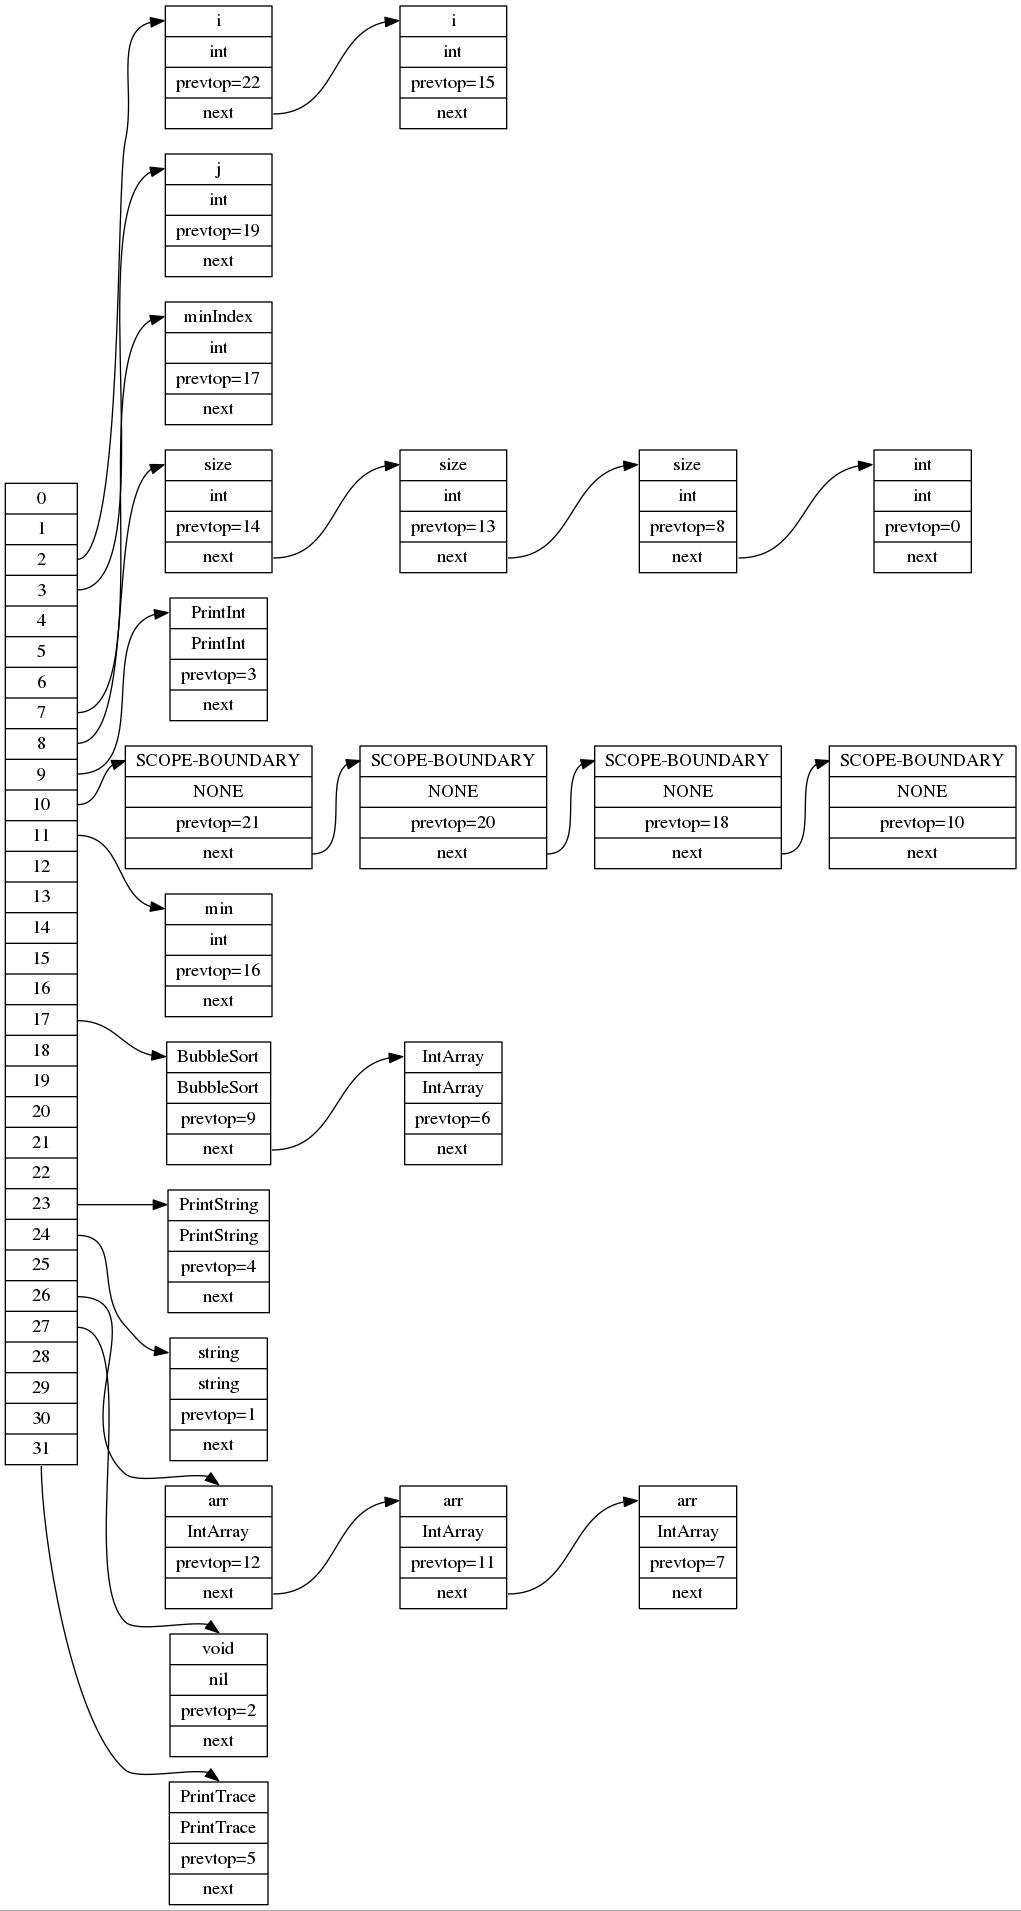 0
1
2
3
4
5
6
7
8
9
10
11
12
13
14
15
16
17
18
19
20
21
22
23
24
25
26
27
28
29
30
31
i
int
prevtop=22
next
i
int
prevtop=15
next
j
int
prevtop=19
next
minIndex
int
prevtop=17
next
size
int
prevtop=14
next
size
int
prevtop=13
next
size
int
prevtop=8
next
int
int
prevtop=0
next
PrintInt
PrintInt
prevtop=3
next
SCOPE-BOUNDARY
NONE
prevtop=21
next
SCOPE-BOUNDARY
NONE
prevtop=20
next
SCOPE-BOUNDARY
NONE
prevtop=18
next
SCOPE-BOUNDARY
NONE
prevtop=10
next
min
int
prevtop=16
next
BubbleSort
BubbleSort
prevtop=9
next
IntArray
IntArray
prevtop=6
next
PrintString
PrintString
prevtop=4
next
string
string
prevtop=1
next
arr
IntArray
prevtop=12
next
arr
IntArray
prevtop=11
next
arr
IntArray
prevtop=7
next
void
nil
prevtop=2
next
PrintTrace
PrintTrace
prevtop=5
next